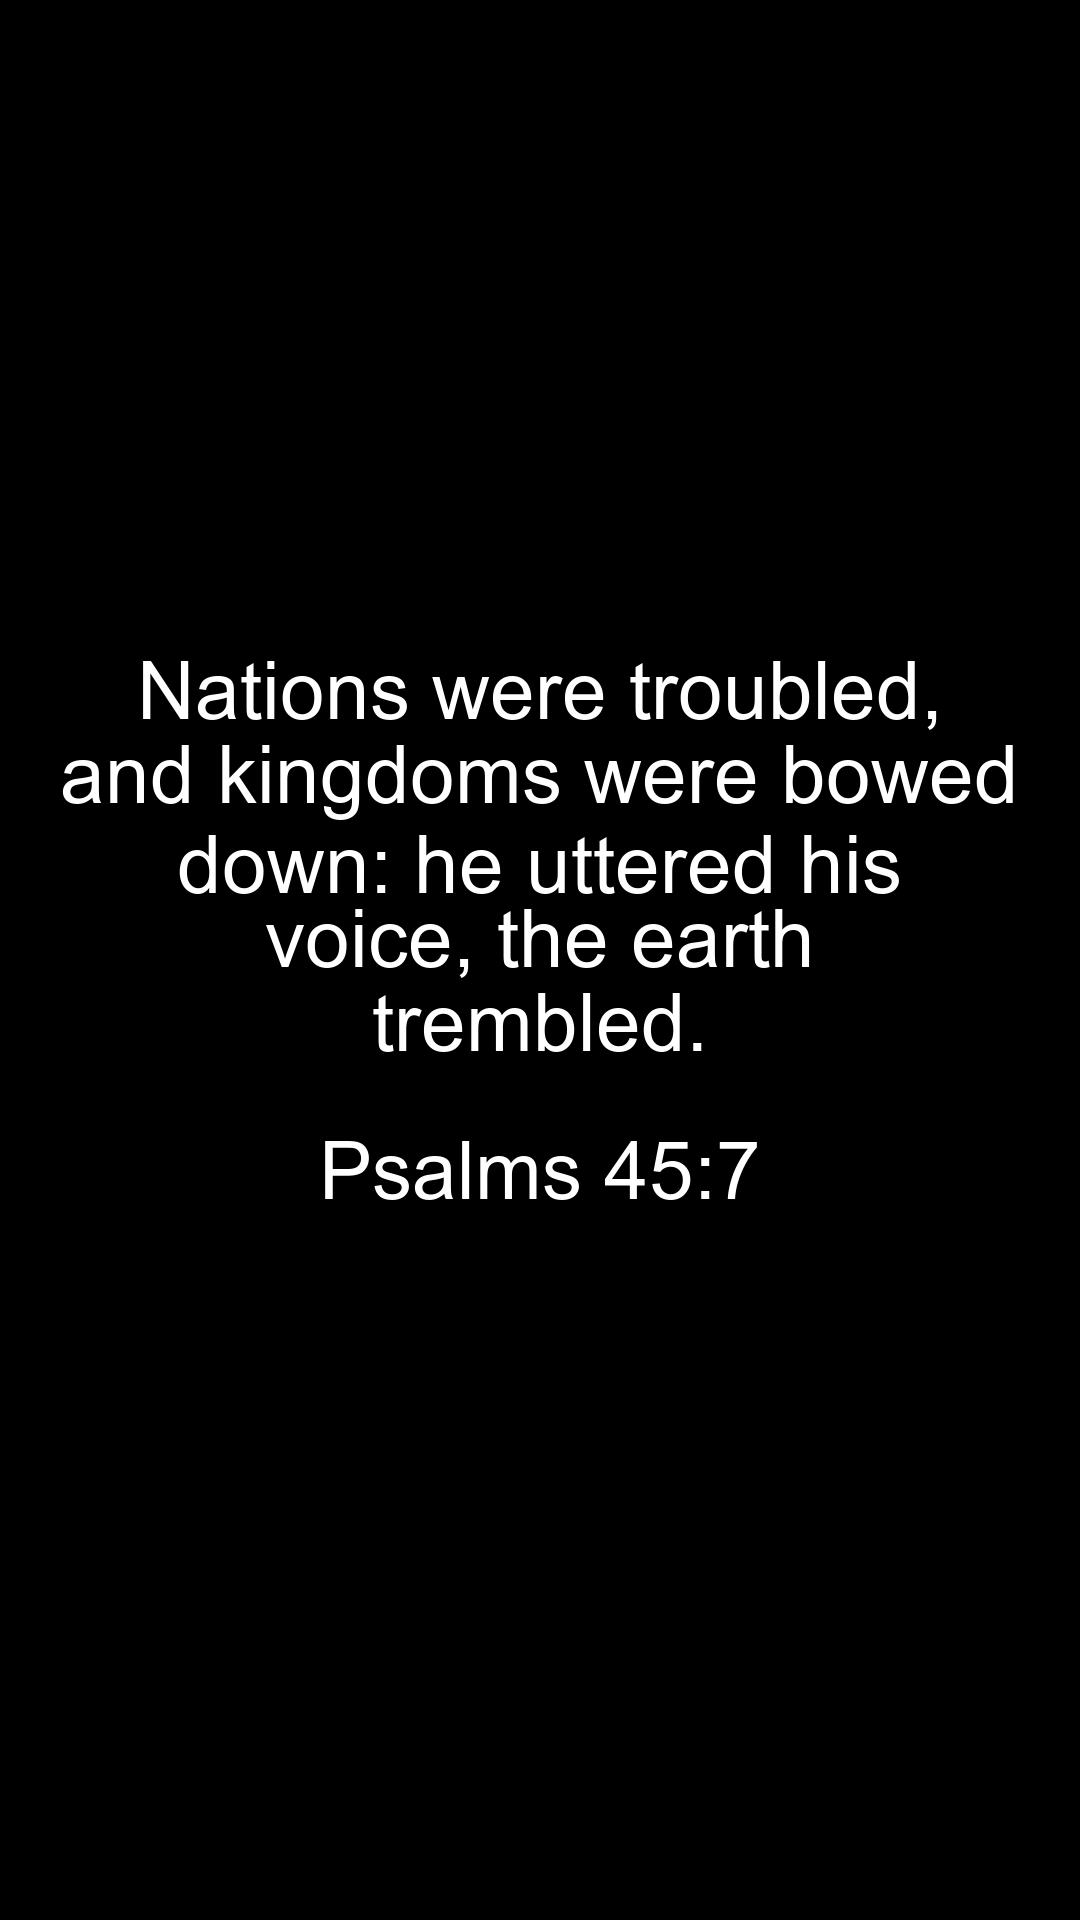 Nations were troubled,
and kingdoms were bowed
down: he uttered his
voice, the earth
trembled.
Psalms 45:7